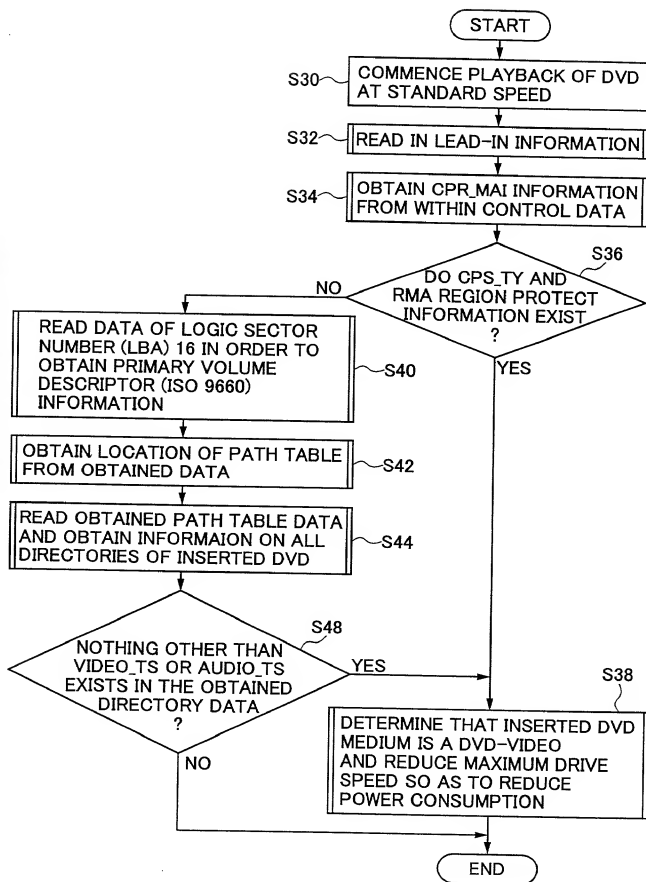 START
S30
COMMENCE PLAYBACK OF DVD
AT STANDARD SPEED
S32
READ IN LEAD-IN INFORMATION
S34
OBTAIN CPR_MAI INFORMATION
FROM WITHIN CONTROL DATA
S36
DO CPS_TY AND
RMA REGION PROTECT
INFORMATION EXIST
?
NO
YES
READ DATA OF LOGIC SECTOR
NUMBER (LBA) 16 IN ORDER TO
OBTAIN PRIMARY VOLUME
DESCRIPTOR (ISO 9660)
INFORMATION
S40
OBTAIN LOCATION OF PATH TABLE
FROM OBTAINED DATA
S42
READ OBTAINED PATH TABLE DATA
AND OBTAIN INFORMAION ON ALL
DIRECTORIES OF INSERTED DVD
S44
S48
NOTHING OTHER THAN
VIDEO_TS OR AUDIO_TS
EXISTS IN THE OBTAINED
DIRECTORY DATA
?
YES
NO
S38
DETERMINE THAT INSERTED DVD
MEDIUM IS A DVD-VIDEO
AND REDUCE MAXIMUM DRIVE
SPEED SO AS TO REDUCE
POWER CONSUMPTION
END